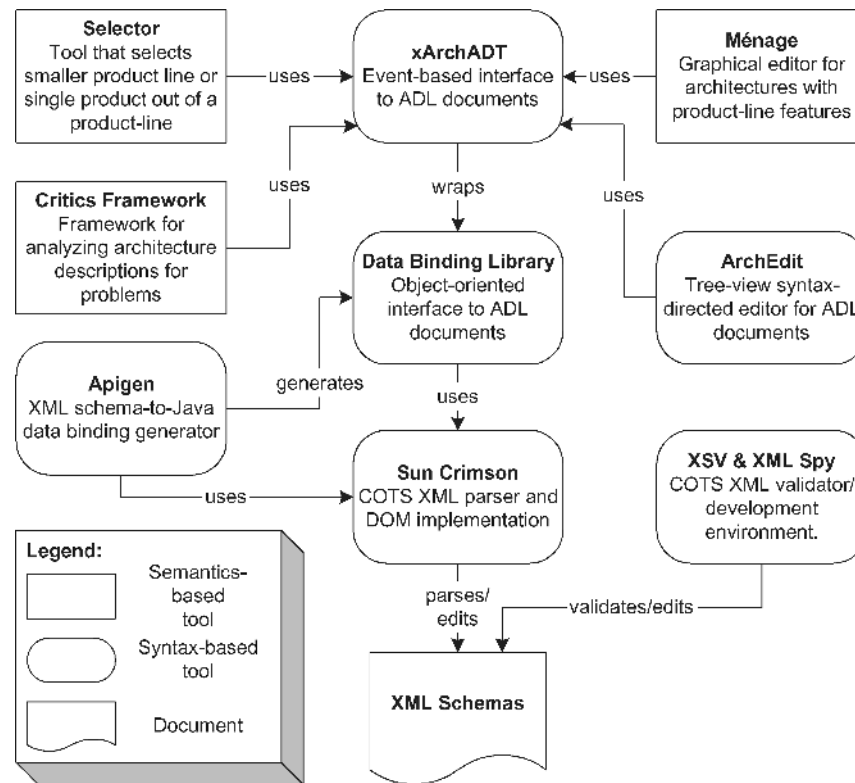 Selector
Tool that selects
smaller product line or
single product out of a
product-line
uses
xArchADT
Event-based interface
to ADL documents
uses
Ménage
Graphical editor for
architectures with
product-line features
uses
wraps
uses
Critics Framework
Framework for
analyzing architecture
descriptions for
problems
Data Binding Library
Object-oriented
interface to ADL
documents
ArchEdit
Tree-view syntax-
directed editor for ADL
documents
Apigen
XML schema-to-Java
data binding generator
generates
uses
uses
Sun Crimson
COTS XML parser and
DOM implementation
XSV & XML Spy
COTS XML validator/
development
environment.
Legend:
Semantics-
based
tool
Syntax-based
tool
Document
parses/
edits
validates/edits
XML Schemas